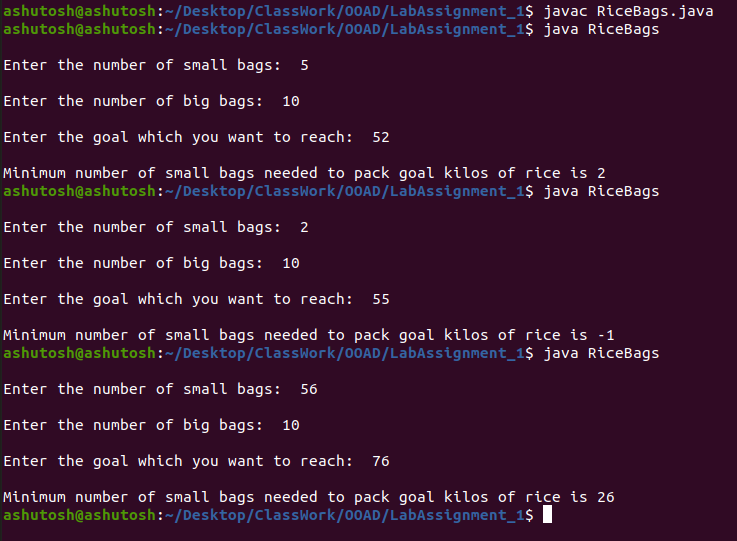 ashutosh@ashutosh:~/Desktop/ClassWork/OOAD/LabAssignment_1$ javac RiceBags.java
ashutosh@ashutosh:~/Desktop/ClassWork/OOAD/LabAssignment_1$ java RiceBags
Enter the number of small bags:  5
Enter the number of big bags:  10
Enter the goal which you want to reach:  52
Minimum number of small bags needed to pack goal kilos of rice is 2
ashutosh@ashutosh:~/Desktop/ClassWork/OOAD/LabAssignment_1$ java RiceBags
Enter the number of small bags:  2
Enter the number of big bags:  10
Enter the goal which you want to reach:  55
Minimum number of small bags needed to pack goal kilos of rice is -1
ashutosh@ashutosh:~/Desktop/ClassWork/OOAD/LabAssignment_1$ java RiceBags
Enter the number of small bags:  56
Enter the number of big bags:  10
Enter the goal which you want to reach:  76
Minimum number of small bags needed to pack goal kilos of rice is 26
ashutosh@ashutosh:~/Desktop/ClassWork/OOAD/LabAssignment_1$